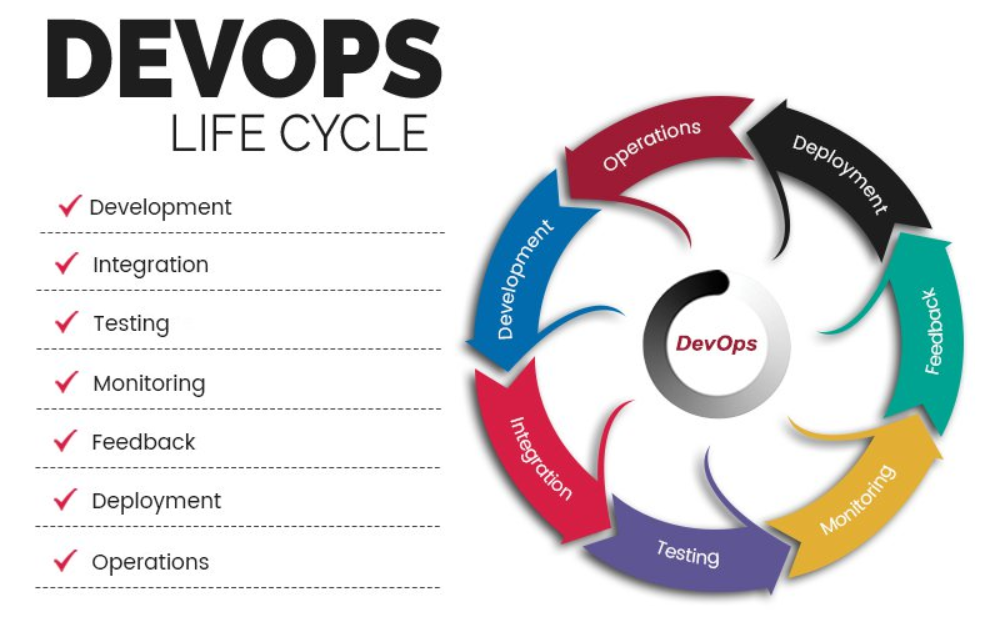 DEVOPS
LIFE CYCLE
Development
Integration
Testing
Monitoring
Feedback
Deployment
Operations
Operations
Deployment
Development
Feedback
DevOps
Integration
Monitoring
Testing